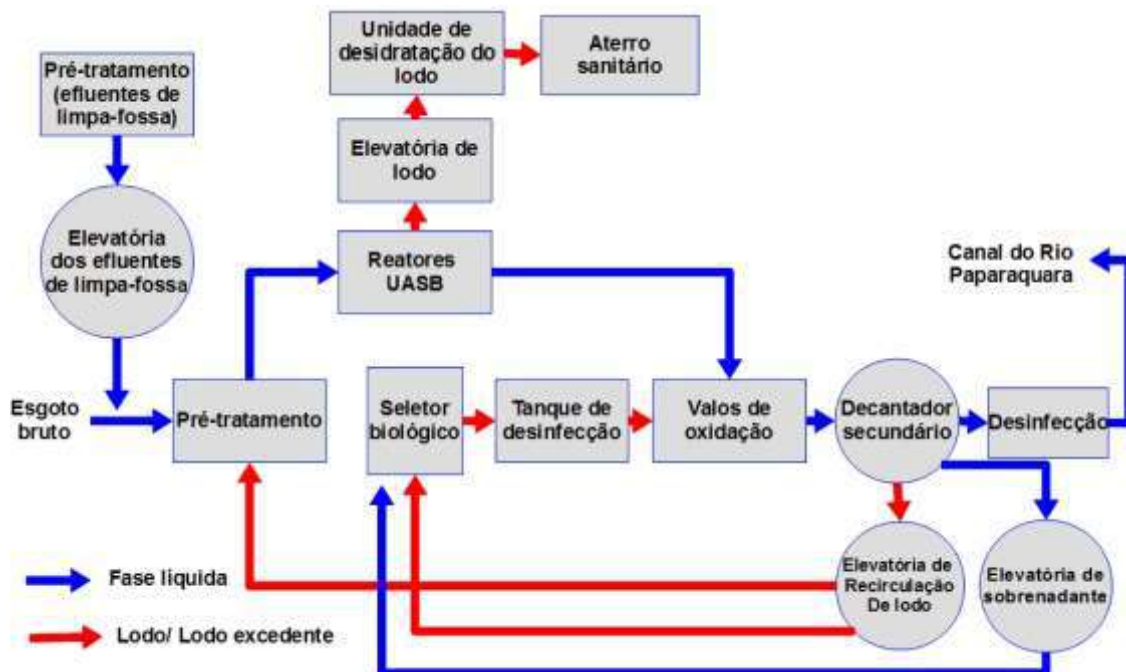 Pré-tratamento
(efluentes de
limpa-fossa)
Unidade de
desidratação do
lodo
Aterro
sanitário
Elevatória de
lodo
Elevatória
dos efluentes
de limpa-fossa
Reatores
UASB
Canal do Rio
Paparaquara
Esgoto
bruto
Pré-tratamento
Seletor
biológico
Tanque de
desinfecção
Valos de
oxidação
Decantador
secundário
Desinfecção
Elevatória de
Recirculação
De lodo
Elevatória de
sobrenadante
Fase líquida
Lodo/ Lodo excedente